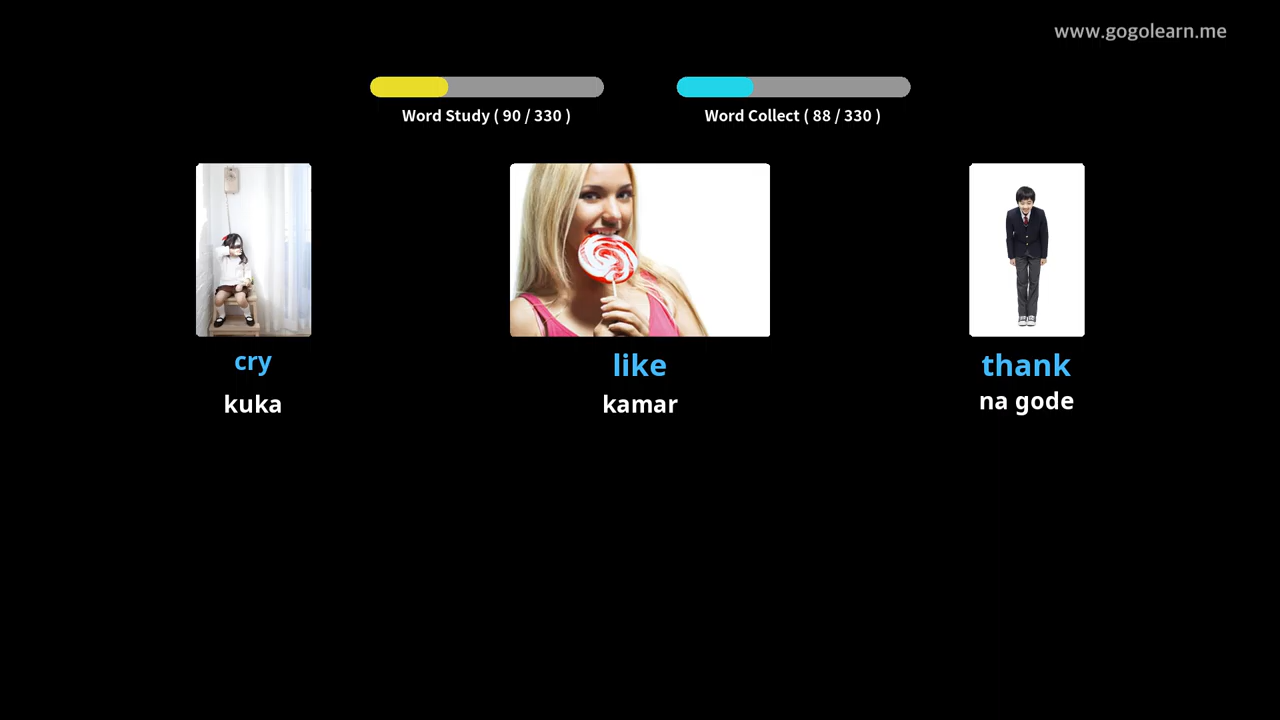 www.gogolearn.me
Word Study ( 90 / 330 )
Word Collect ( 88 / 330 )
cry
like
thank
kuka
kamar
na gode